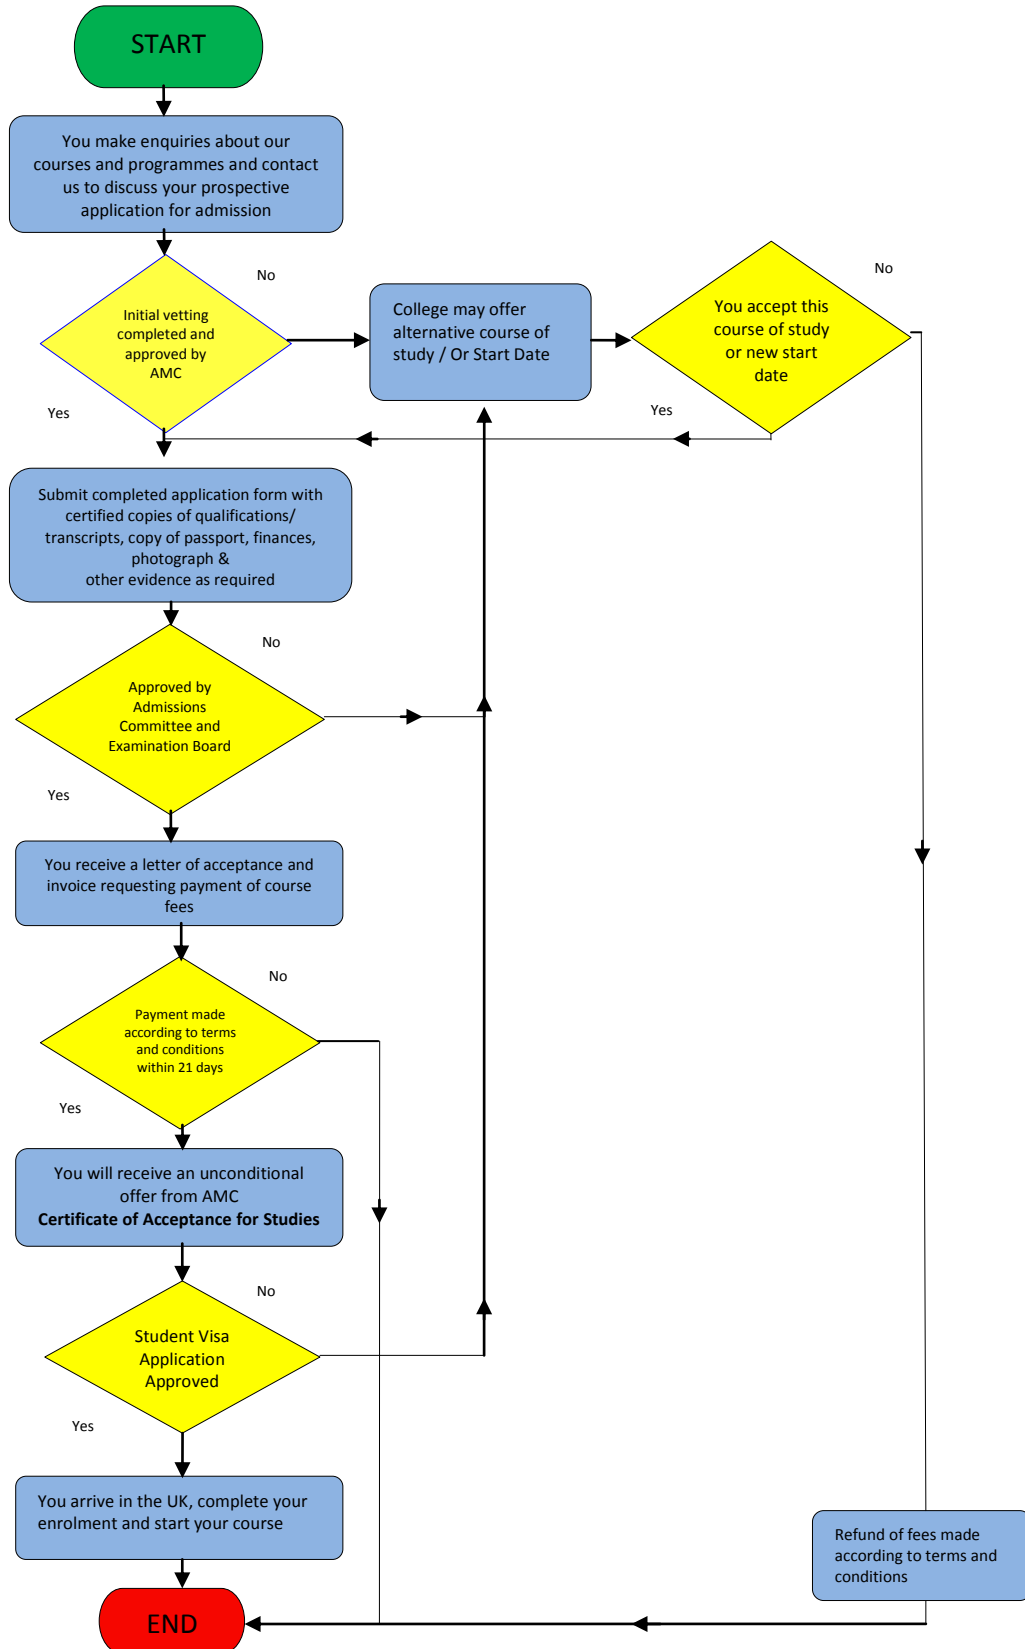 START
You make enquiries about our
courses and programmes and contact
us to discuss your prospective
application for admission
No
No
Initial vetting
completed and
approved by
AMC
College may offer
alternative course of
study / Or Start Date
You accept this
course of study
or new start
date
Yes
Yes
Submit completed application form with
certified copies of qualifications/
transcripts, copy of passport, finances,
photograph &
other evidence as required
No
Approved by
Admissions
Committee and
Examination Board
Yes
You receive a letter of acceptance and
invoice requesting payment of course
fees
No
Payment made
according to terms
and conditions
within 21 days
Yes
You will receive an unconditional
offer from AMC
Certificate of Acceptance for Studies
No
Student Visa
Application
Approved
Yes
You arrive in the UK, complete your
enrolment and start your course
Refund of fees made
according to terms and
conditions
END